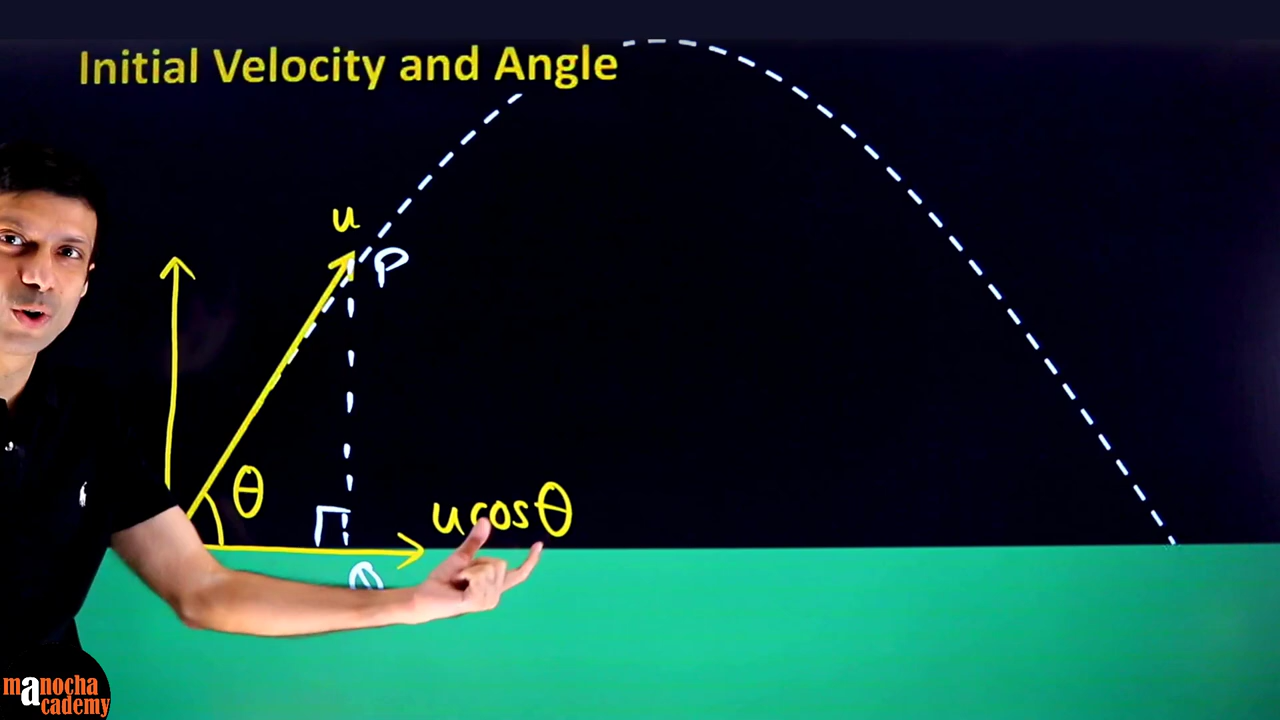 Initial Velocity and Angle
u
P
θ
u cos θ
Q
manocha
academy